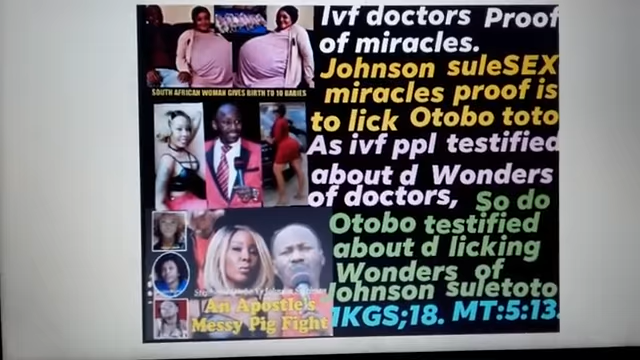 Ivf doctors Proof
of miracles.
Johnson suleSEX
miracles proof is
to lick Otobo toto
As ivf ppl testified
about d Wonders
of doctors, So do
Otobo testified
about d licking
Wonders of
Johnson suletoto
1KGS;18. MT:5:13.
SOUTH AFRICAN WOMAN GIVES BIRTH TO 10 BABIES
An Apostle's
Messy Pig Fight